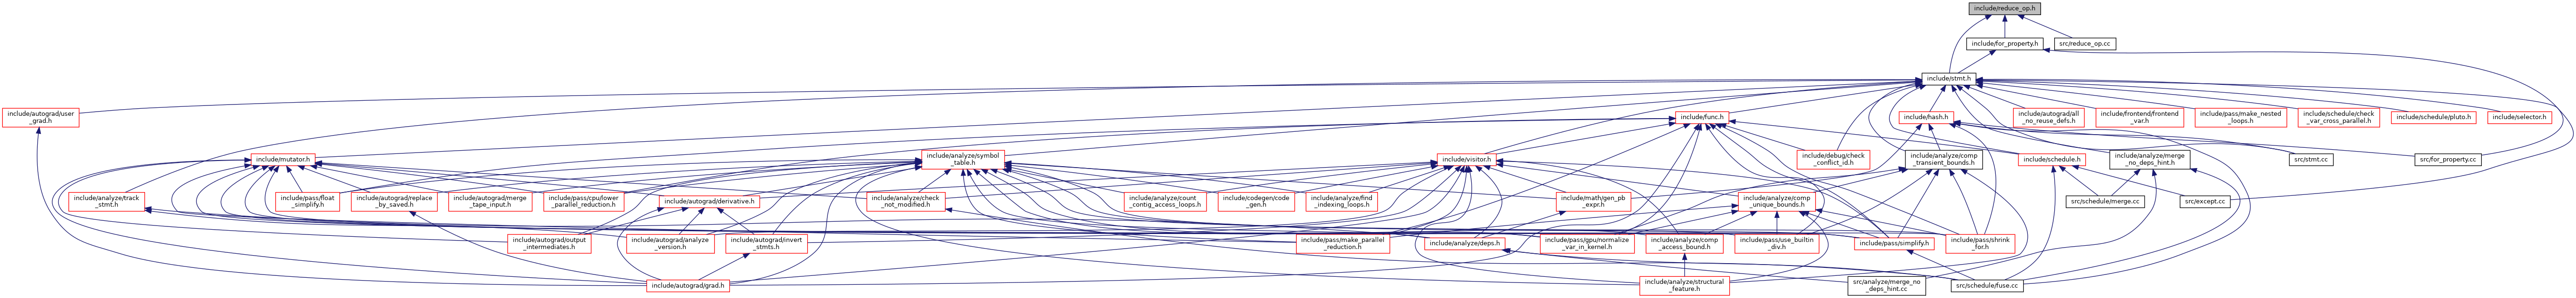 include/reduce_op.h
include/for_property.h
src/reduce_op.cc
include/stmt.h
include/autograd/user
_grad.h
include/func.h
include/hash.h
include/autograd/all
_no_reuse_defs.h
include/frontend/frontend
_var.h
include/pass/make_nested
_loops.h
include/schedule/check
_var_cross_parallel.h
include/schedule/pluto.h
include/selector.h
include/mutator.h
include/analyze/symbol
_table.h
include/visitor.h
include/debug/check
_conflict_id.h
include/analyze/comp
_transient_bounds.h
include/schedule.h
include/analyze/merge
_no_deps_hint.h
src/stmt.cc
src/for_property.cc
include/analyze/track
_stmt.h
include/pass/float
_simplify.h
include/autograd/replace
_by_saved.h
include/autograd/merge
_tape_input.h
include/pass/cpu/lower
_parallel_reduction.h
include/autograd/derivative.h
include/analyze/check
_not_modified.h
include/analyze/count
_contig_access_loops.h
include/codegen/code
_gen.h
include/analyze/find
_indexing_loops.h
include/math/gen_pb
_expr.h
include/analyze/comp
_unique_bounds.h
src/schedule/merge.cc
src/except.cc
include/autograd/output
_intermediates.h
include/autograd/analyze
_version.h
include/autograd/invert
_stmts.h
include/pass/make_parallel
_reduction.h
include/analyze/deps.h
include/pass/gpu/normalize
_var_in_kernel.h
include/analyze/comp
_access_bound.h
include/pass/use_builtin
_div.h
include/pass/simplify.h
include/pass/shrink
_for.h
include/autograd/grad.h
include/analyze/structural
_feature.h
src/analyze/merge_no
_deps_hint.cc
src/schedule/fuse.cc